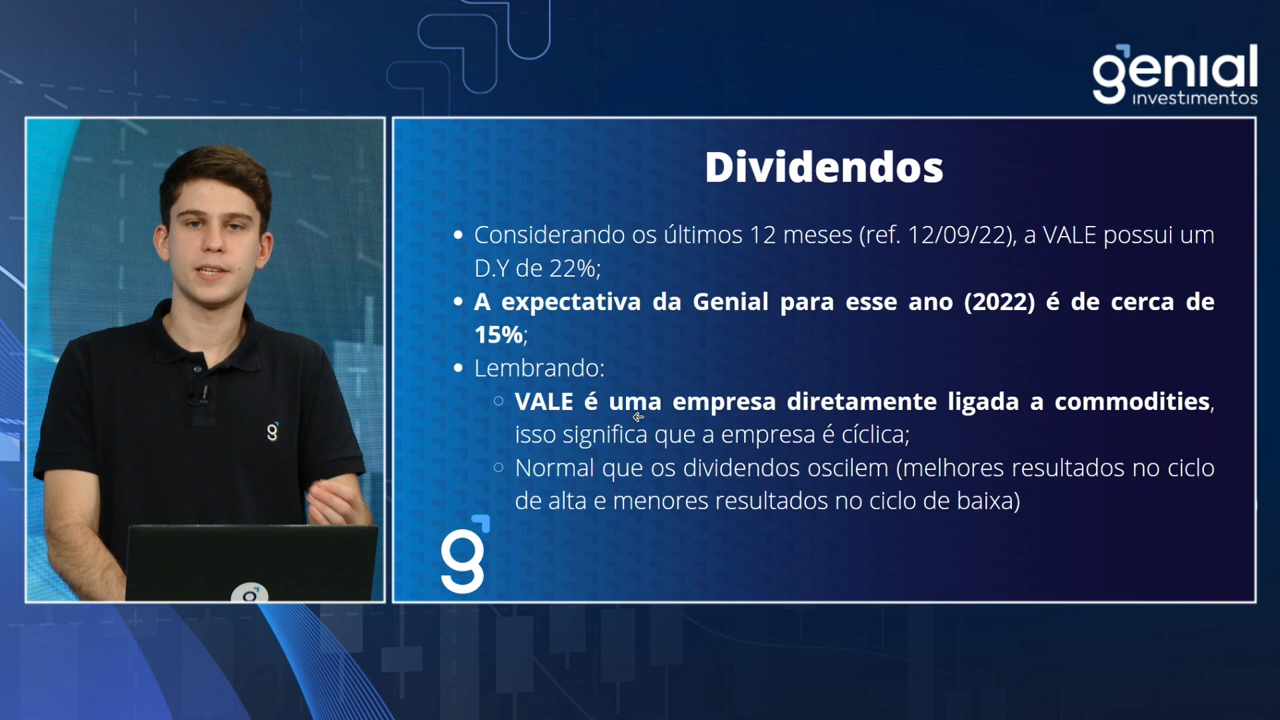 genial
investimentos
Dividendos
• Considerando os últimos 12 meses (ref. 12/09/22), a VALE possui um
D.Y de 22%;
• A expectativa da Genial para esse ano (2022) é de cerca de
15%;
• Lembrando:
○ VALE é uma empresa diretamente ligada a commodities,
isso significa que a empresa é cíclica;
○ Normal que os dividendos oscilem (melhores resultados no ciclo
de alta e menores resultados no ciclo de baixa)
g
g
g